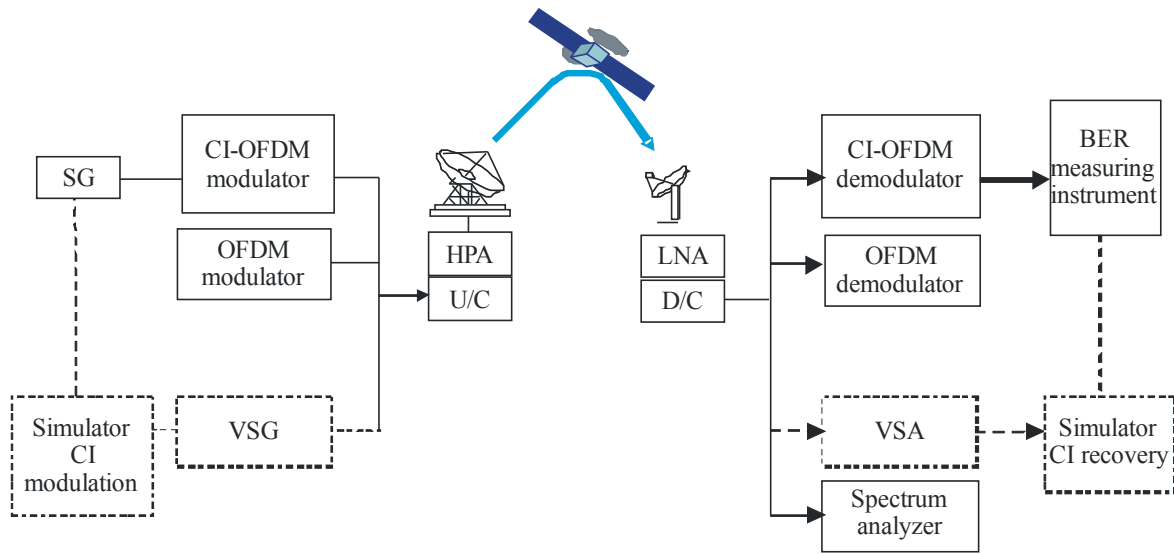 SG
CI-OFDM
modulator
OFDM
modulator
Simulator
CI
modulation
VSG
HPA
U/C
LNA
D/C
CI-OFDM
demodulator
BER
measuring
instrument
OFDM
demodulator
VSA
Simulator
CI recovery
Spectrum
analyzer